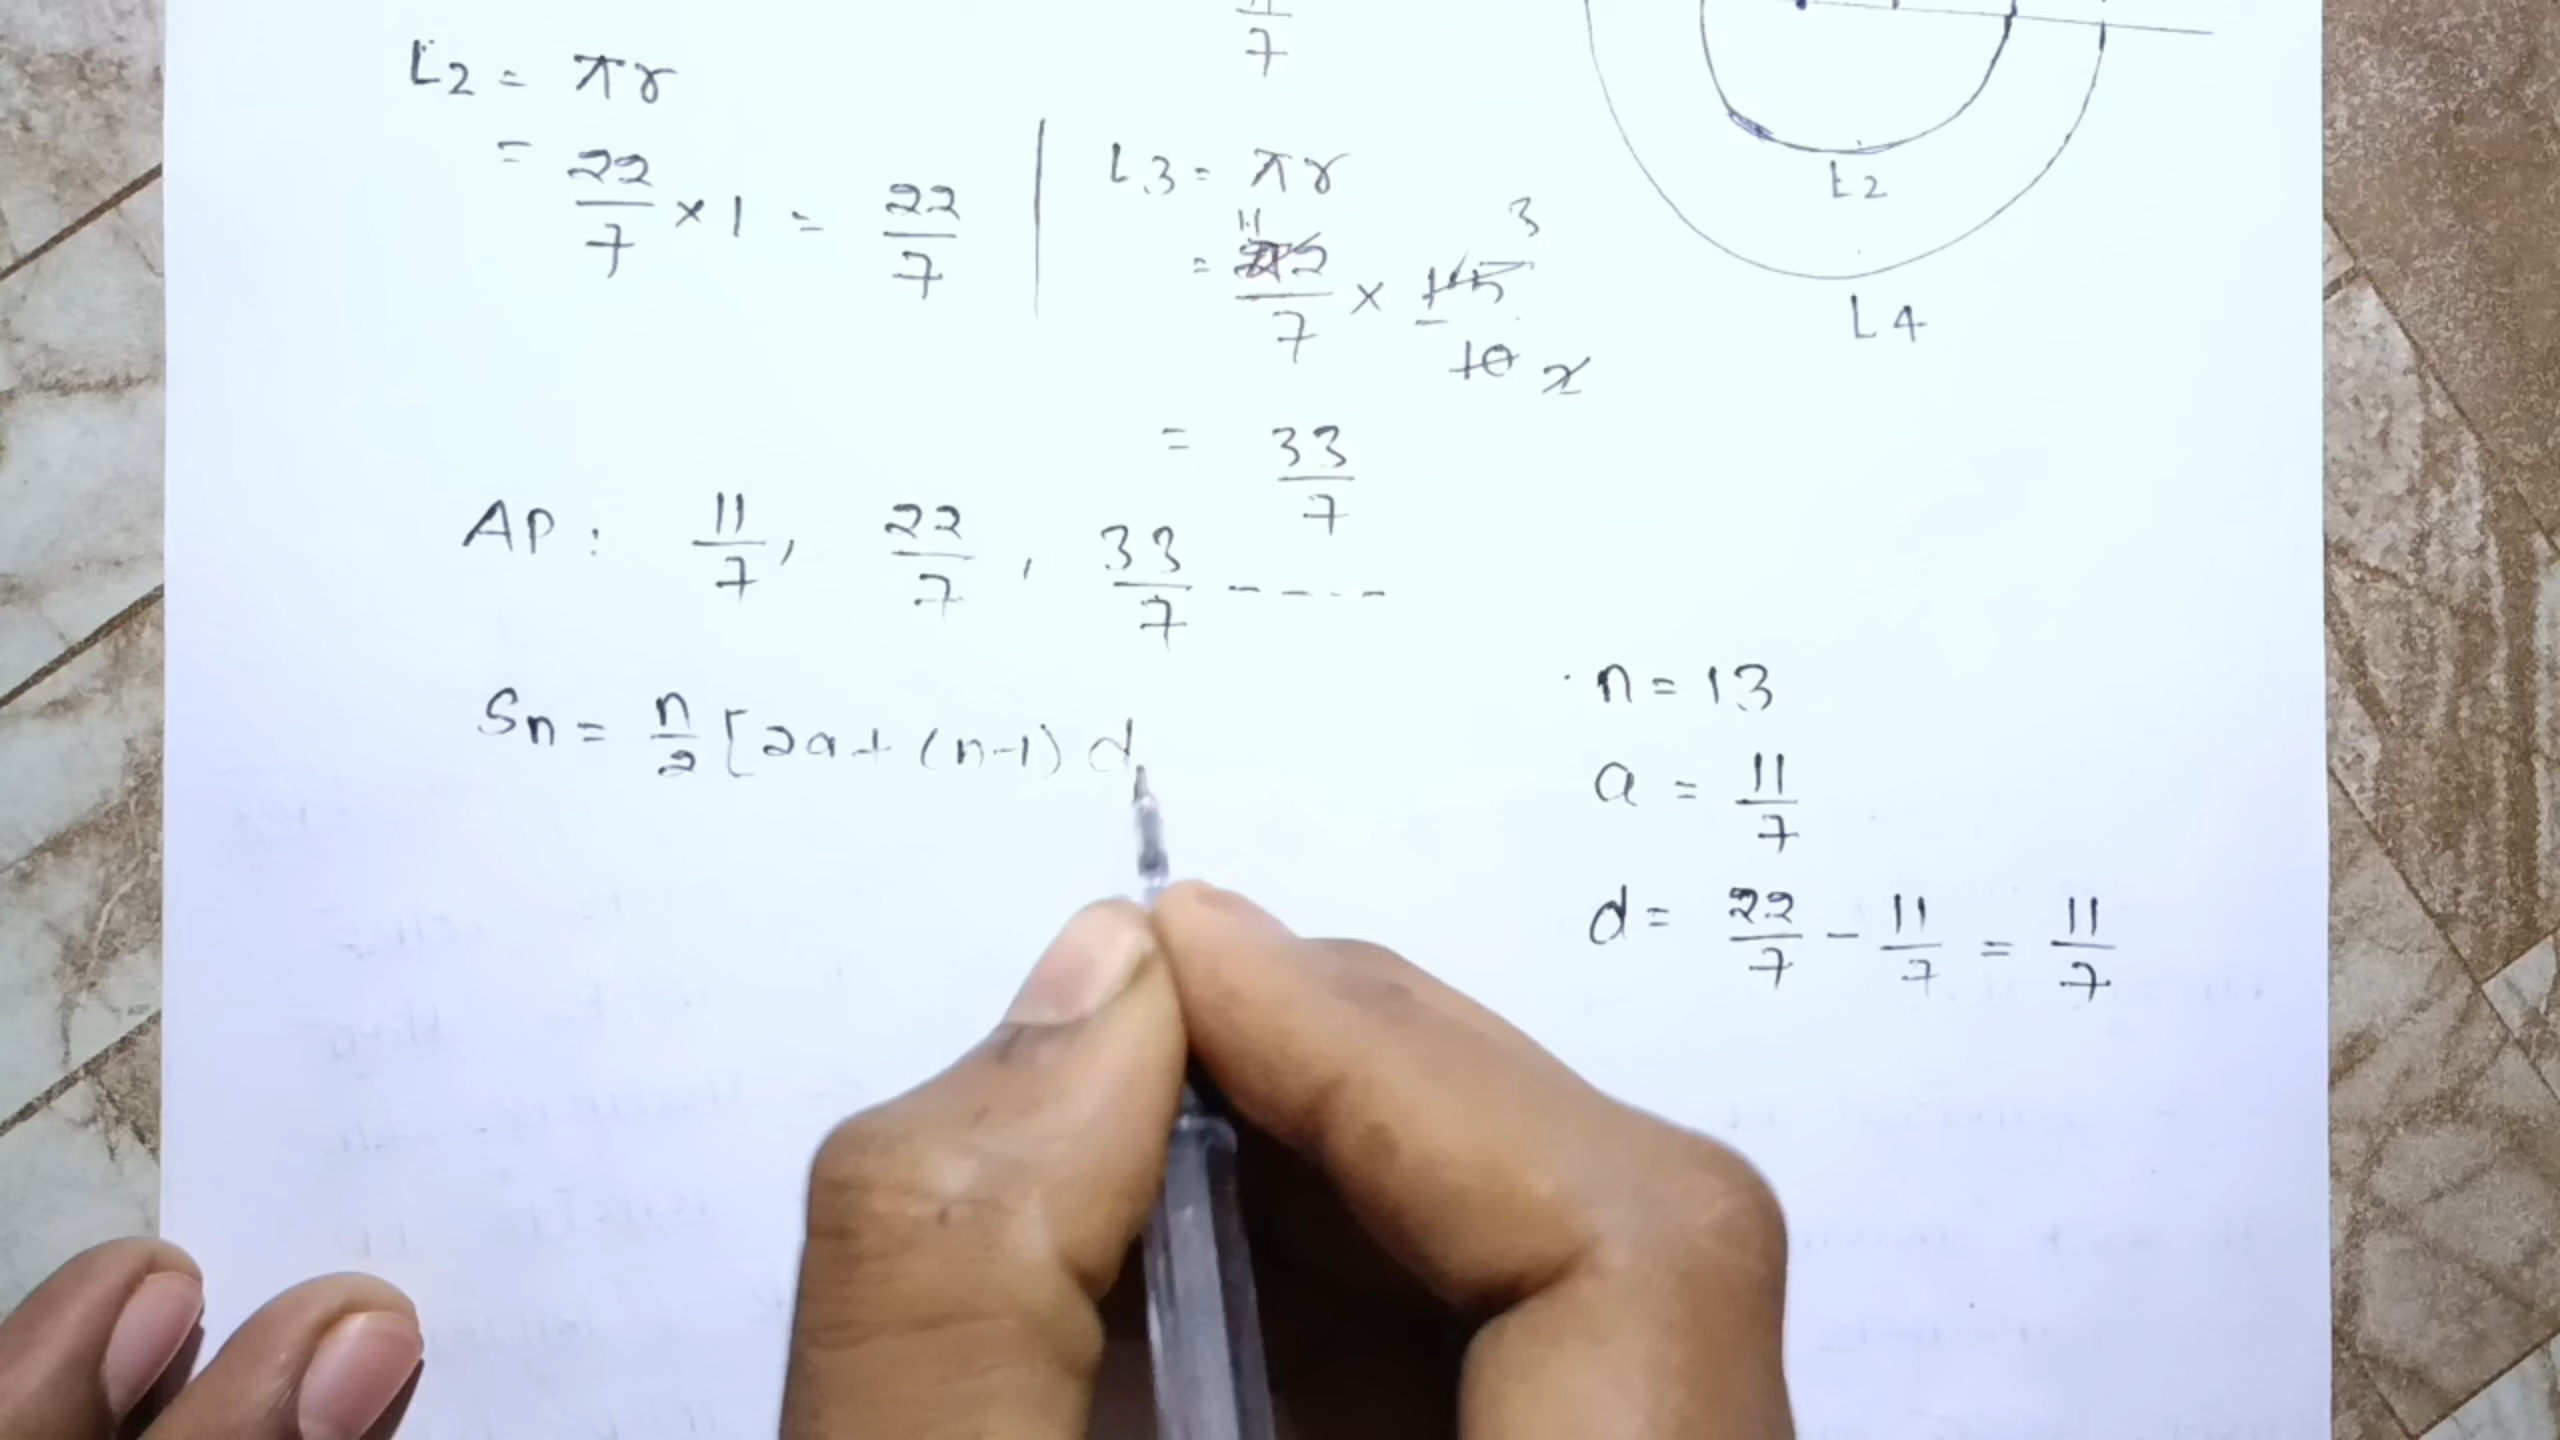 11/7
L2 = πr
= 22/7 × 1 = 22/7
L3 = πr
= 22/7 × 15/10
11
3
2
= 33/7
L2
L4
AP : 11/7, 22/7, 33/7 - - - -
Sn = n/2 [2a + (n-1) d
n = 13
a = 11/7
d = 22/7 - 11/7 = 11/7